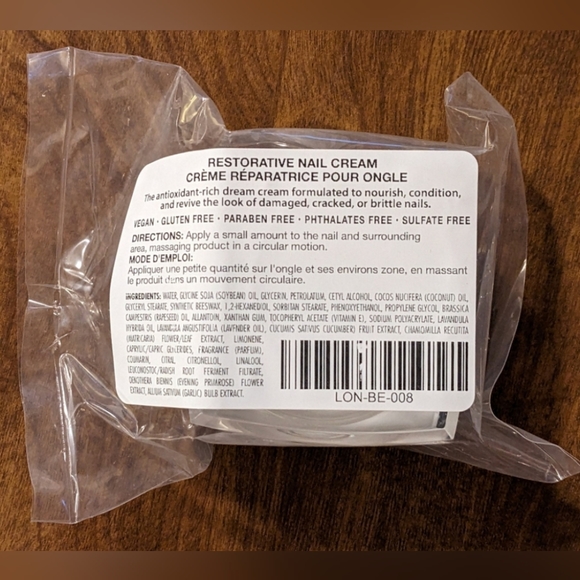 RESTORATIVE NAIL CREAM
CRÈME RÉPARATRICE POUR ONGLE
The antioxidant-rich dream cream formulated to nourish, condition,
and revive the look of damaged, cracked, or brittle nails.
VEGAN · GLUTEN FREE · PARABEN FREE · PHTHALATES FREE · SULFATE FREE
DIRECTIONS: Apply a small amount to the nail and surrounding
area, massaging product in a circular motion.
MODE D'EMPLOI:
Appliquer une petite quantité sur l'ongle et ses environs zone, en massant
le produit dans un mouvement circulaire.
INGREDIENTS: WATER, GLYCINE SOJA (SOYBEAN) OIL, GLYCERIN, PETROLATUM, CETYL ALCOHOL, COCOS NUCIFERA (COCONUT) OIL,
GLYCERYL STEARATE, SYNTHETIC BEESWAX, 1,2-HEXANEDIOL, SORBITAN STEARATE, PHENOXYETHANOL, PROPYLENE GLYCOL, BRASSICA
CAMPESTRIS (RAPESEED) OIL, ALLANTOIN, XANTHAN GUM, TOCOPHERYL ACETATE (VITAMIN E), SODIUM POLYACRYLATE, LAVANDULA
HYBRIDA OIL, LAVANDULA ANGUSTIFOLIA (LAVENDER OIL), CUCUMIS SATIVUS CUCUMBER) FRUIT EXTRACT, CHAMOMILLA RECUTITA
(MATRICARIA) FLOWER/LEAF EXTRACT, LIMONENE,
CAPRYLIC/CAPRIC GLYCERIDES, FRAGRANCE (PARFUM),
COUMARIN, CITRAL CITRONELLOL, LINALOOL,
LEUCONOSTOC/RADISH ROOT FERMENT FILTRATE,
OENOTHERA BIENNIS (EVENING PRIMROSE) FLOWER
EXTRACT, ALLIUM SATIVUM (GARLIC) BULB EXTRACT.
LON-BE-008